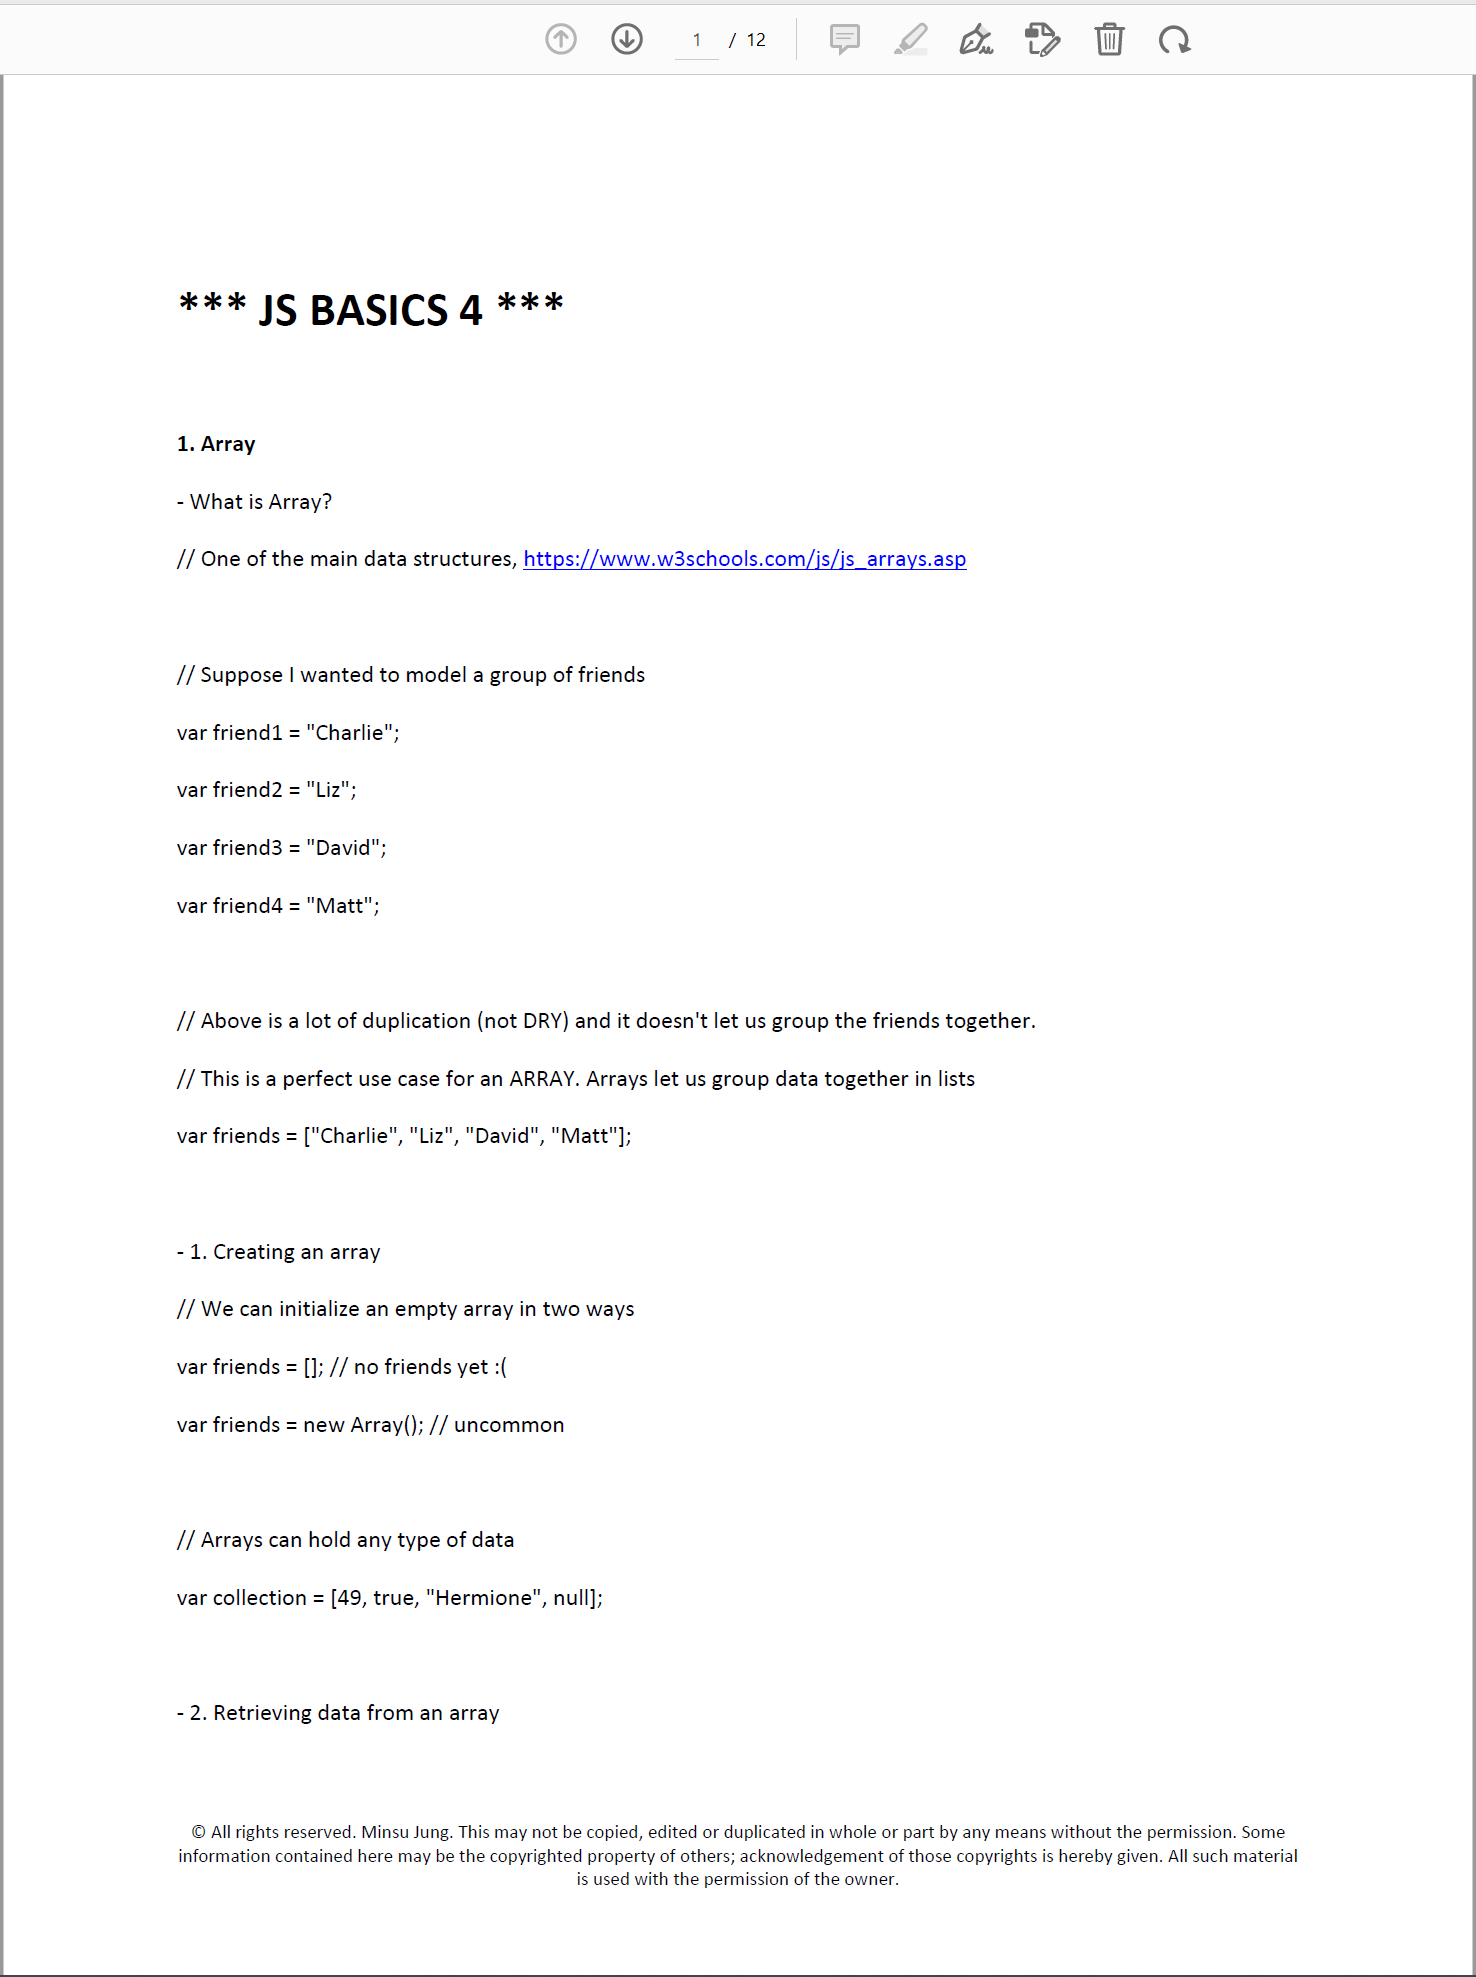 1 / 12
*** JS BASICS 4 ***
1. Array
- What is Array?
// One of the main data structures, https://www.w3schools.com/js/js_arrays.asp
// Suppose I wanted to model a group of friends
var friend1 = "Charlie";
var friend2 = "Liz";
var friend3 = "David";
var friend4 = "Matt";
// Above is a lot of duplication (not DRY) and it doesn't let us group the friends together.
// This is a perfect use case for an ARRAY. Arrays let us group data together in lists
var friends = ["Charlie", "Liz", "David", "Matt"];
- 1. Creating an array
// We can initialize an empty array in two ways
var friends = []; // no friends yet :(
var friends = new Array(); // uncommon
// Arrays can hold any type of data
var collection = [49, true, "Hermione", null];
- 2. Retrieving data from an array
© All rights reserved. Minsu Jung. This may not be copied, edited or duplicated in whole or part by any means without the permission. Some
information contained here may be the copyrighted property of others; acknowledgement of those copyrights is hereby given. All such material
is used with the permission of the owner.